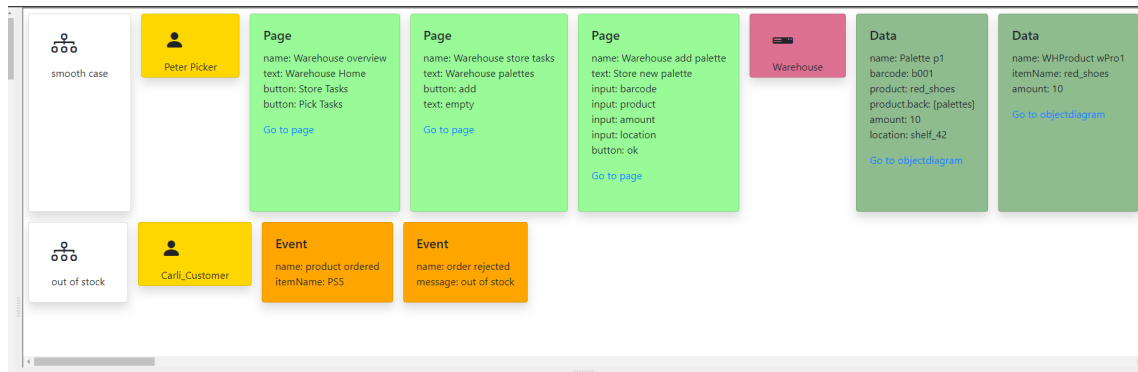 smooth case
Peter Picker
Page
name: Warehouse overview
text: Warehouse Home
button: Store Tasks
button: Pick Tasks
Go to page
Page
name: Warehouse store tasks
text: Warehouse palettes
button: add
text: empty
Go to page
Page
name: Warehouse add palette
text: Store new palette
input: barcode
input: product
input: amount
input: location
button: ok
Go to page
Warehouse
Data
name: Palette p1
barcode: b001
product: red_shoes
product.back: [palettes]
amount: 10
location: shelf_42
Go to objectdiagram
Data
name: WHProduct wPro1
itemName: red_shoes
amount: 10
Go to objectdiagram
out of stock
Carli_Customer
Event
name: product ordered
itemName: PS5
Event
name: order rejected
message: out of stock